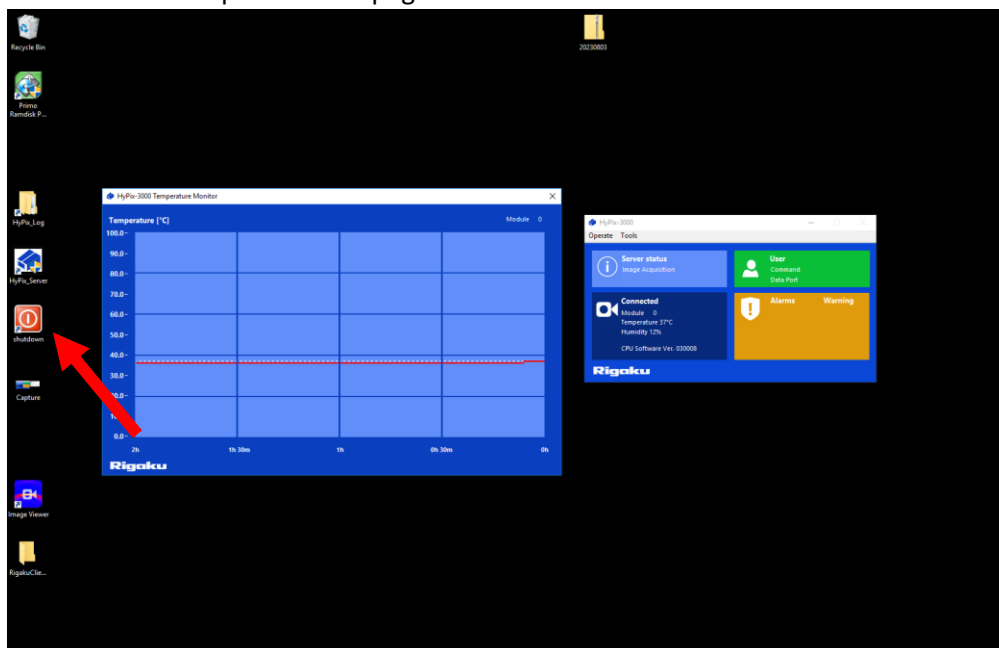 Recycle Bin
20230803
Primo
Ramdisk P...
HyPix_Log
HyPix_Server
shutdown
Capture
Image Viewer
RigakuClie...
HyPix-3000 Temperature Monitor
Temperature [°C]
Module 0
100.0
90.0
80.0
70.0
60.0
50.0
40.0
30.0
0.0
2h
1h 30m
1h
0h 30m
0h
Rigaku
HyPix-3000
Operate Tools
Server status
Image Acquisition
User
Command
Data Port
Connected
Module 0
Temperature 37°C
Humidity 12%
CPU Software Ver. 030008
Alarms Warning
Rigaku